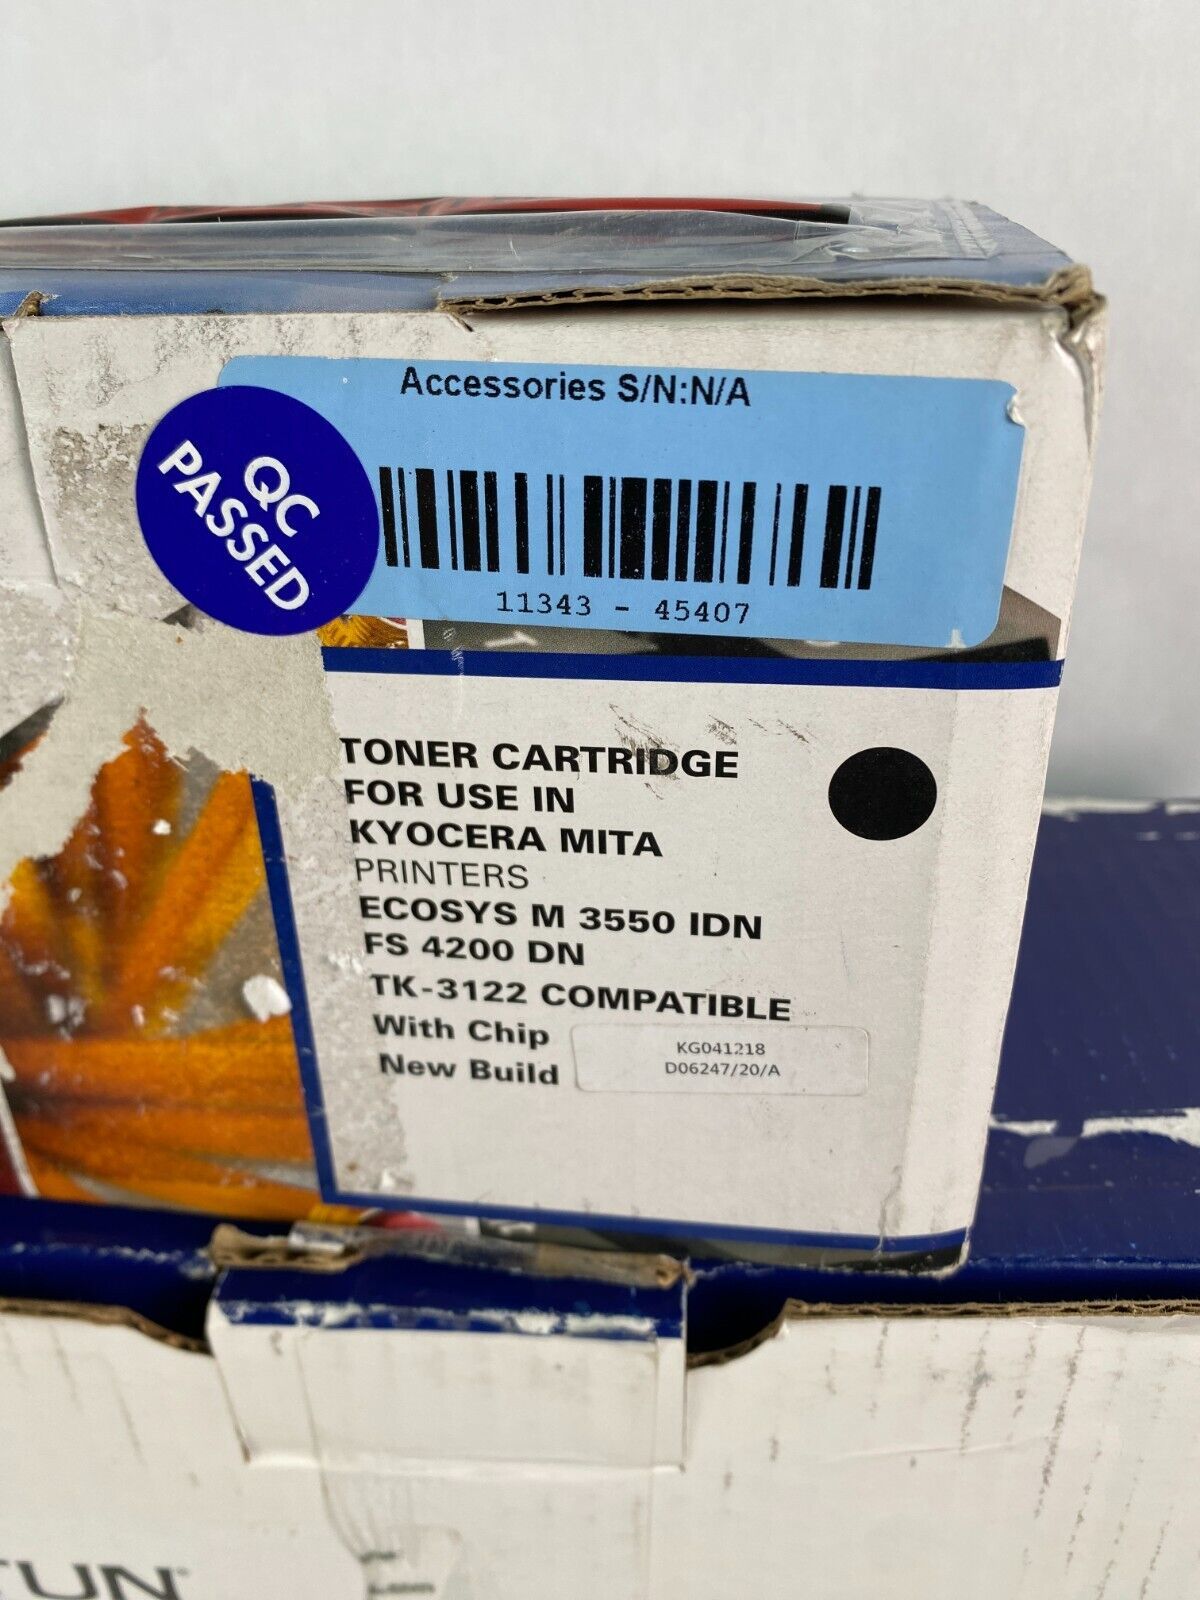 Accessories S/N:N/A
QC
PASSED
11343 - 45407
TONER CARTRIDGE
FOR USE IN
KYOCERA MITA
PRINTERS
ECOSYS M 3550 IDN
FS 4200 DN
TK-3122 COMPATIBLE
With Chip
New Build
KG041218
D06247/20/A
TUN